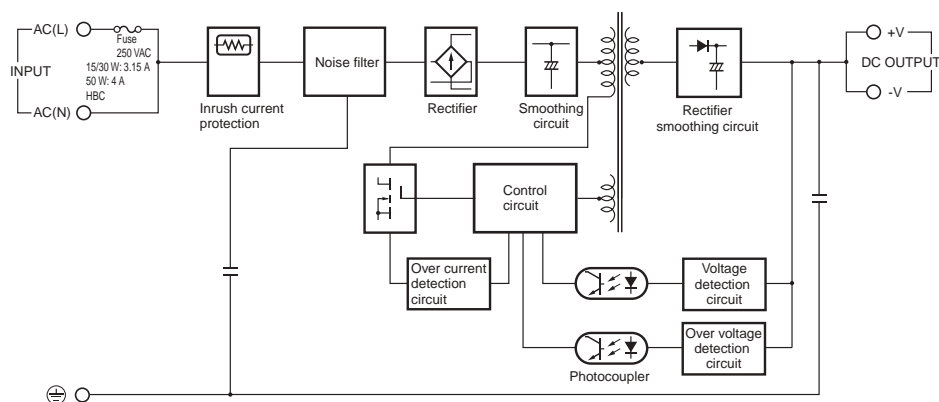 AC(L)
Fuse
250 VAC
15/30 W: 3.15 A
50 W: 4 A
HBC
INPUT
AC(N)
Inrush current
protection
Noise filter
Rectifier
Smoothing
circuit
Rectifier
smoothing circuit
+V
DC OUTPUT
-V
Control
circuit
Over current
detection
circuit
Voltage
detection
circuit
Over voltage
detection
circuit
Photocoupler